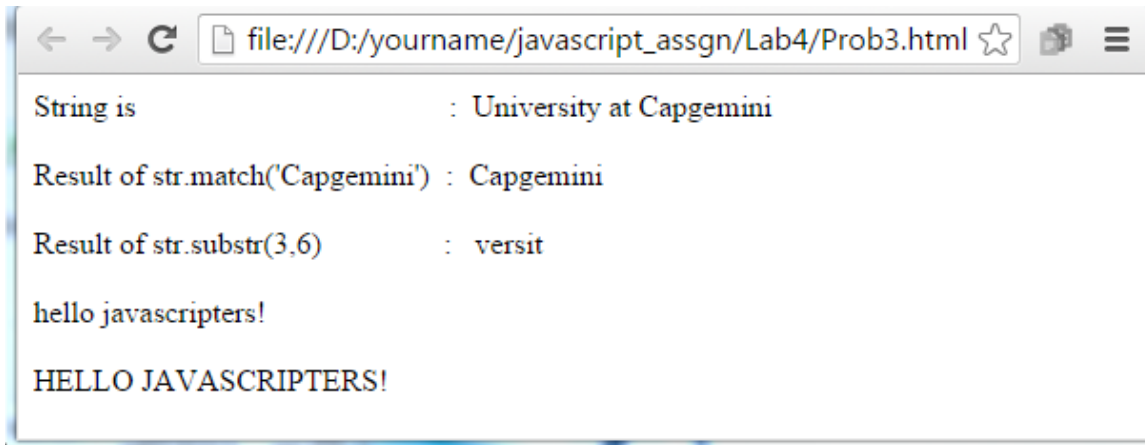 file:///D:/yourname/javascript_assgn/Lab4/Prob3.html
String is : University at Capgemini
Result of str.match('Capgemini') : Capgemini
Result of str.substr(3,6) : versit
hello javascripters!
HELLO JAVASCRIPTERS!